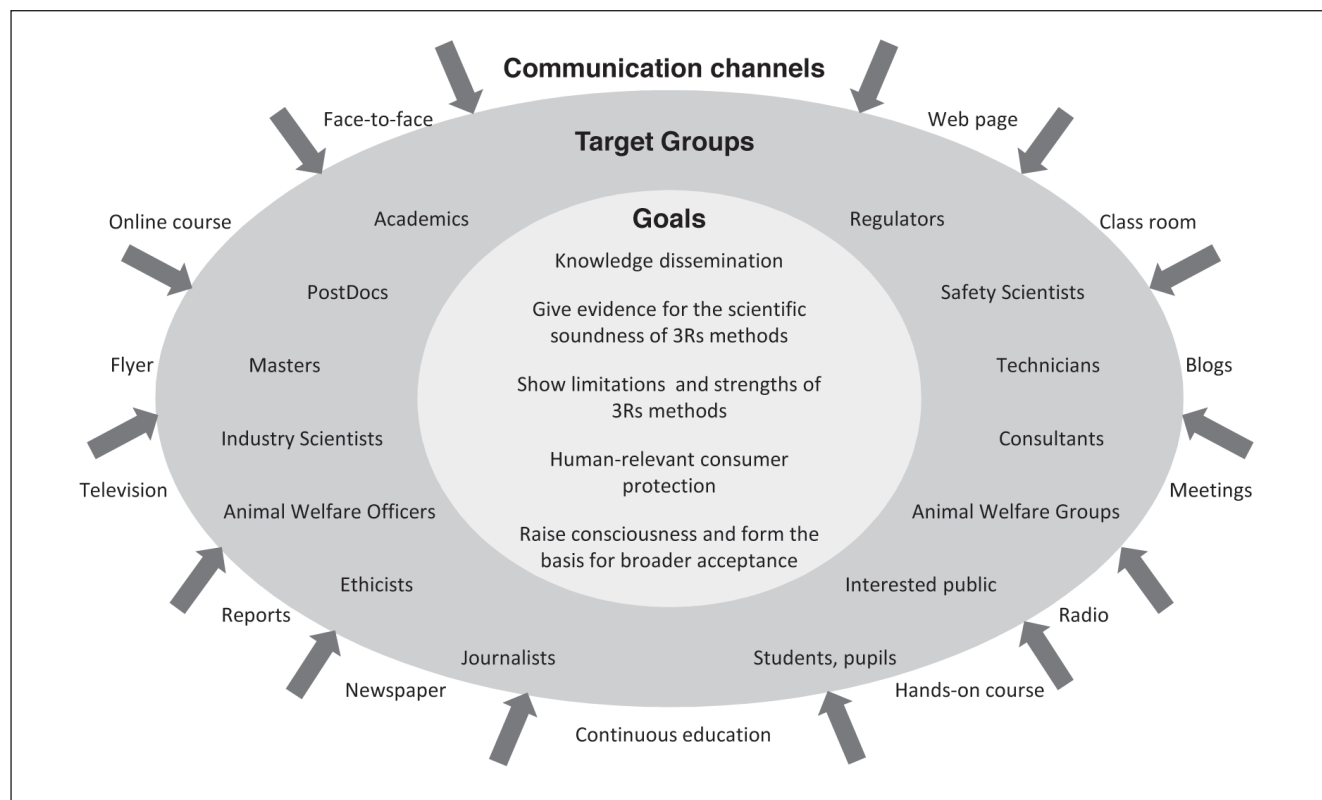 Communication channels
Face-to-face
Web page
Target Groups
Online course
Academics
Goals
Regulators
Class room
Knowledge dissemination
PostDocs
Safety Scientists
Give evidence for the scientific
soundness of 3Rs methods
Flyer
Masters
Technicians
Blogs
Show limitations and strengths of
3Rs methods
Industry Scientists
Consultants
Human-relevant consumer
protection
Television
Meetings
Animal Welfare Officers
Animal Welfare Groups
Raise consciousness and form the
basis for broader acceptance
Ethicists
Interested public
Reports
Radio
Journalists
Students, pupils
Newspaper
Hands-on course
Continuous education